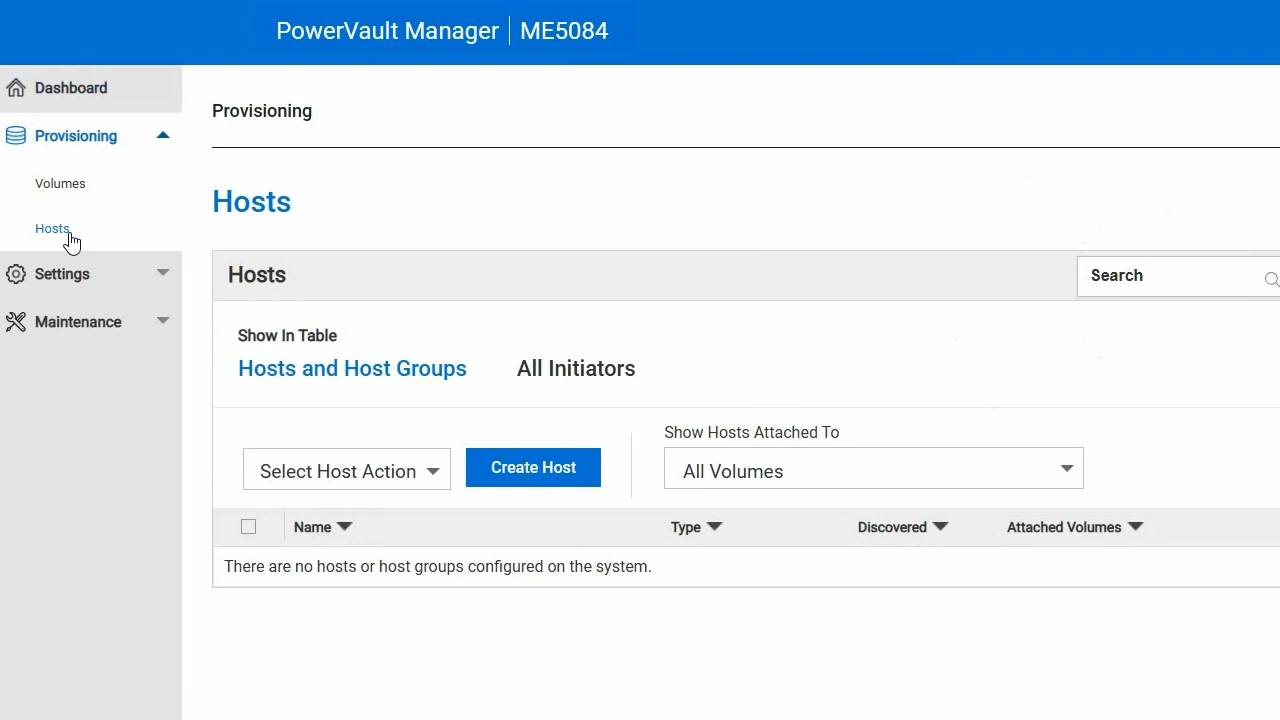 PowerVault Manager | ME5084
Dashboard
Provisioning
Volumes
Hosts
Settings
Maintenance
Provisioning
Hosts
Hosts
Search
Show In Table
Hosts and Host Groups
All Initiators
Select Host Action
Create Host
Show Hosts Attached To
All Volumes
Name
Type
Discovered
Attached Volumes
There are no hosts or host groups configured on the system.